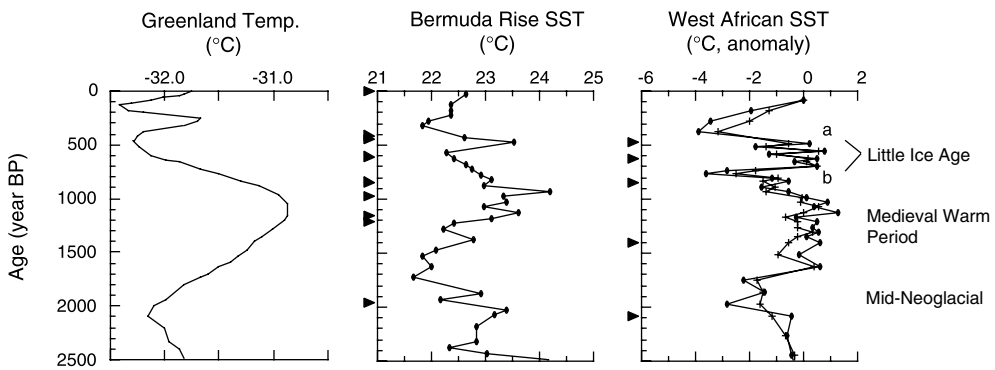 Greenland Temp.
(°C)
Bermuda Rise SST
(°C)
West African SST
(°C, anomaly)
-32.0 -31.0
21 22 23 24 25
-6 -4 -2 0 2
Age (year BP)
0
500
1000
1500
2000
2500
a
b
Little Ice Age
Medieval Warm
Period
Mid-Neoglacial